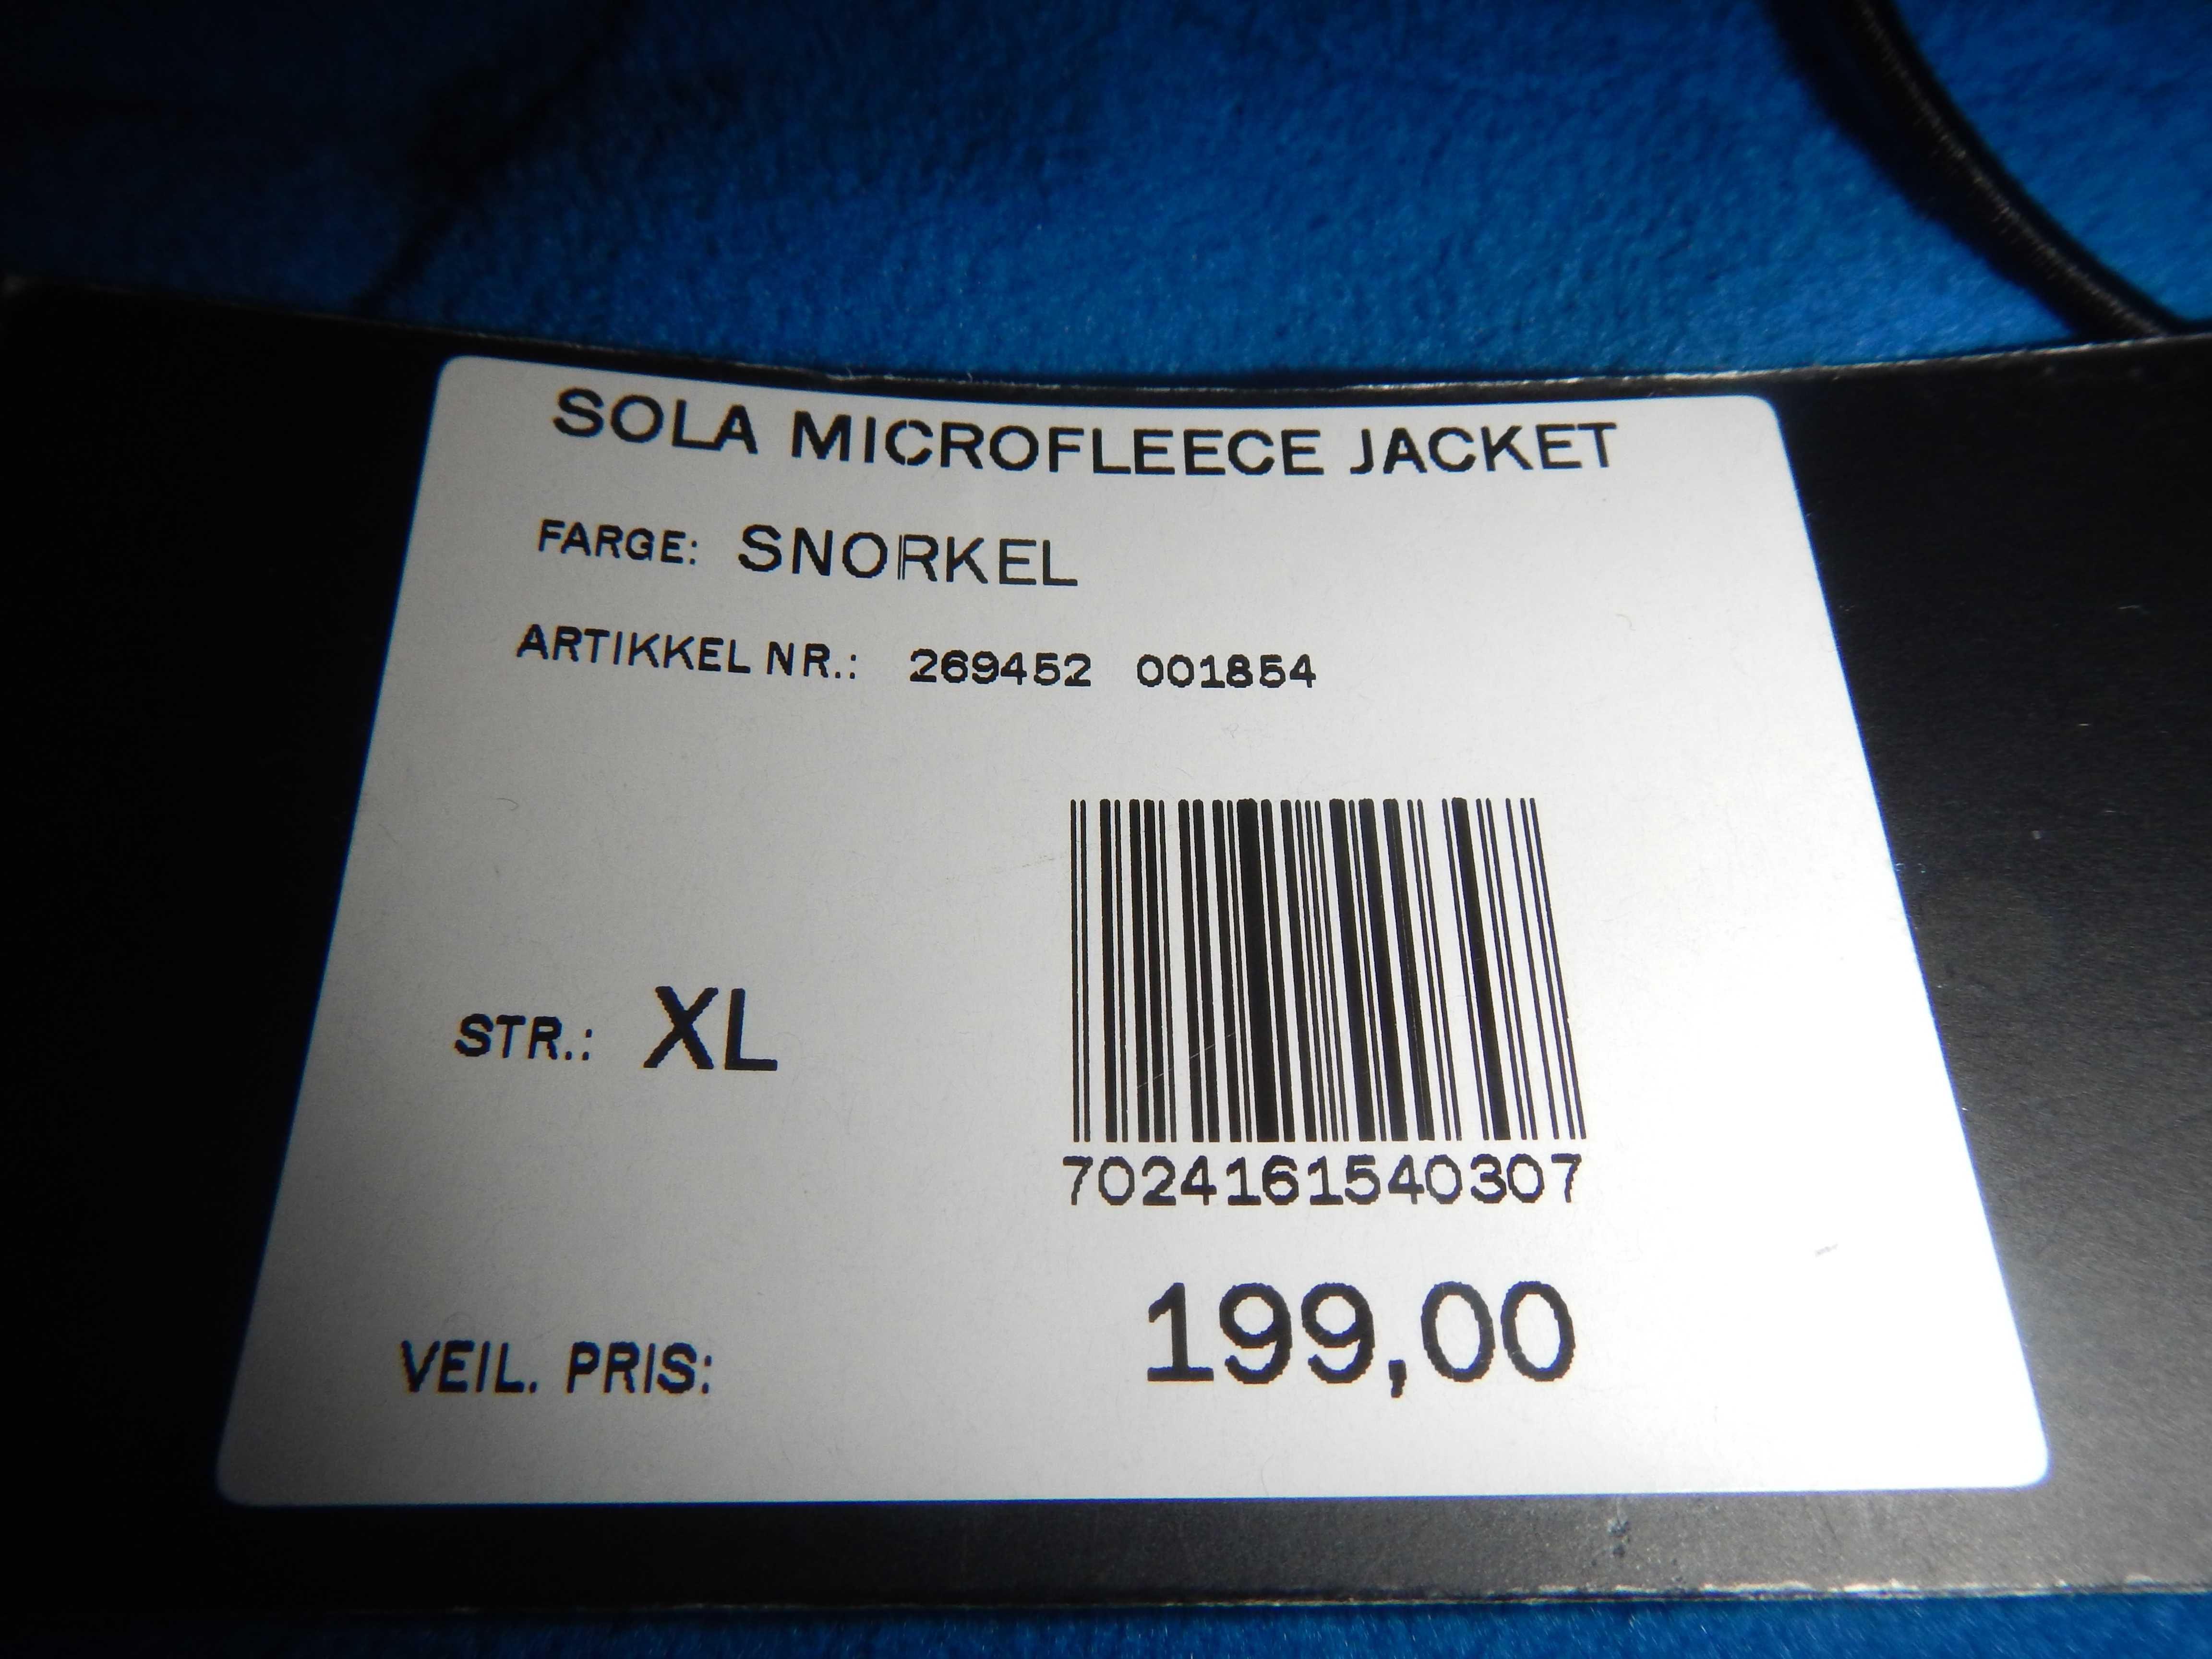 SOLA MICROFLEECE JACKET
FARGE: SNORKEL
ARTIKKEL NR.: 269452 001854
STR.: XL
7024161540307
VEIL. PRIS: 199,00